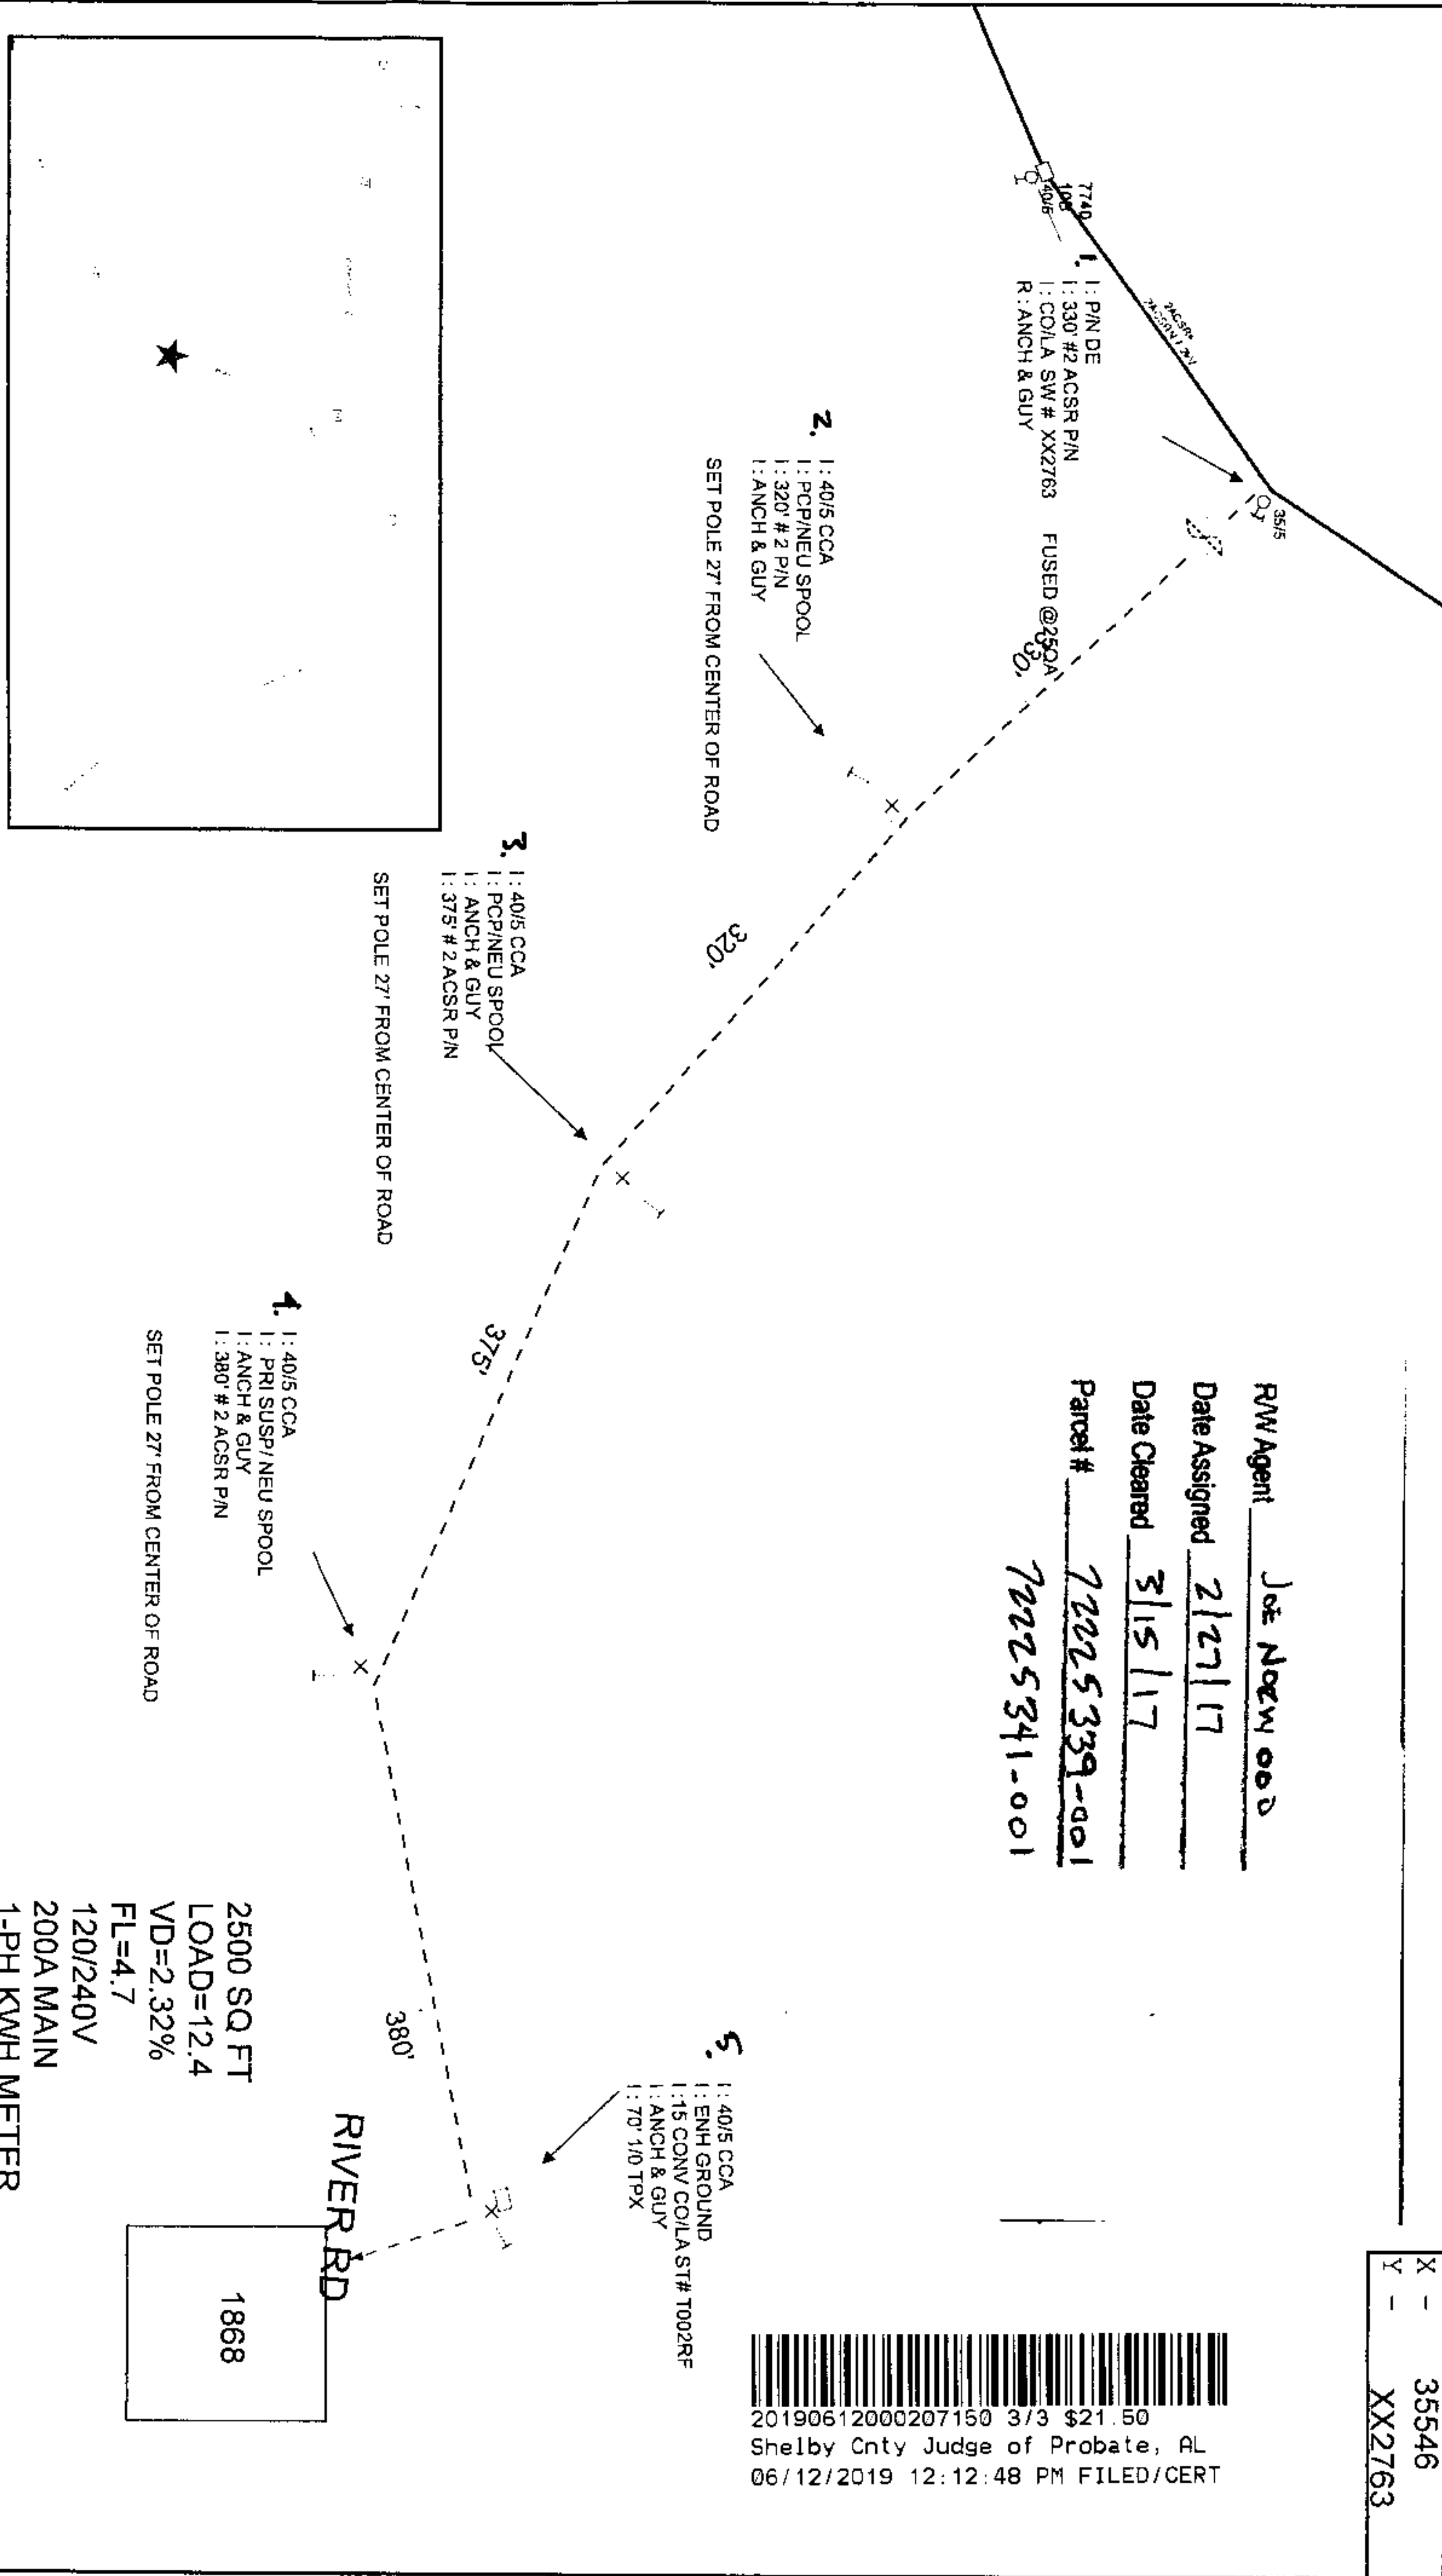 X - 35546
Y - XX2763
7740
40/5
2ACSR*
35/5
1. I: P/N DE
I: 330' #2 ACSR P/N
I: CO/LA SW # XX2763 FUSED @25QA
R: ANCH & GUY
330'
2. I: 40/5 CCA
I: PCP/NEU SPOOL
I: 320' # 2 P/N
I: ANCH & GUY
SET POLE 27' FROM CENTER OF ROAD
320'
3. I: 40/5 CCA
I: PCP/NEU SPOOL
I: ANCH & GUY
I: 375' # 2 ACSR P/N
SET POLE 27' FROM CENTER OF ROAD
375'
4. I: 40/5 CCA
I: PRI SUSP/ NEU SPOOL
I: ANCH & GUY
I: 380' # 2 ACSR P/N
SET POLE 27' FROM CENTER OF ROAD
380'
5. I: 40/5 CCA
I: ENH GROUND
I: 15 CONV CO/LA ST# T002RF
I: ANCH & GUY
I: 70' 1/0 TPX
R/W Agent Joe Norwood
Date Assigned 2/27/17
Date Cleared 3/15/17
Parcel # 72225339-001
72225341-001
RIVER RD
1868
2500 SQ FT
LOAD=12.4
VD=2.32%
FL=4.7
120/240V
200A MAIN
1-PH KWH METER
20190612000207150 3/3 $21.50
Shelby Cnty Judge of Probate, AL
06/12/2019 12:12:48 PM FILED/CERT